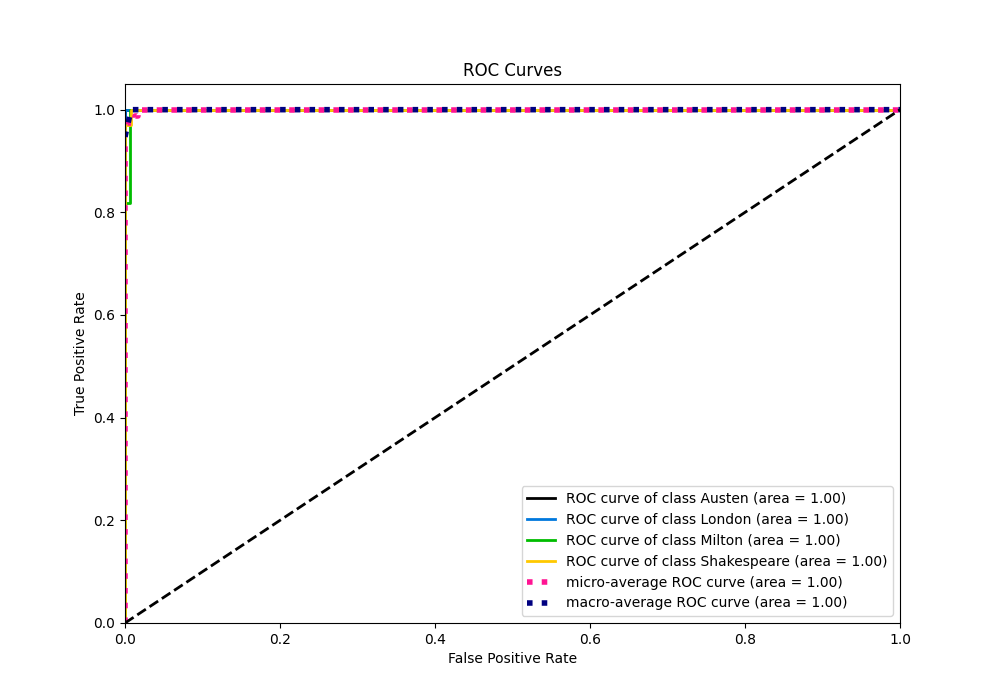 ROC Curves
True Positive Rate
1.0
0.8
0.6
0.4
0.2
0.0
ROC curve of class Austen (area = 1.00)
ROC curve of class London (area = 1.00)
ROC curve of class Milton (area = 1.00)
ROC curve of class Shakespeare (area = 1.00)
micro-average ROC curve (area = 1.00)
macro-average ROC curve (area = 1.00)
0.0 0.2 0.4 0.6 0.8 1.0
False Positive Rate